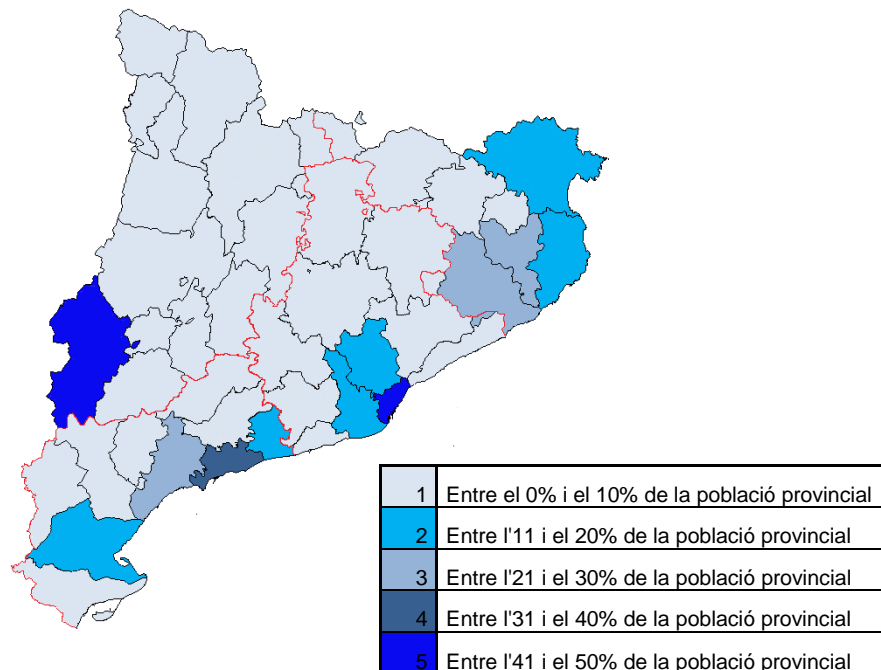 1 Entre el 0% i el 10% de la població provincial
2 Entre l'11 i el 20% de la població provincial
3 Entre l'21 i el 30% de la població provincial
4 Entre l'31 i el 40% de la població provincial
5 Entre l'41 i el 50% de la població provincial